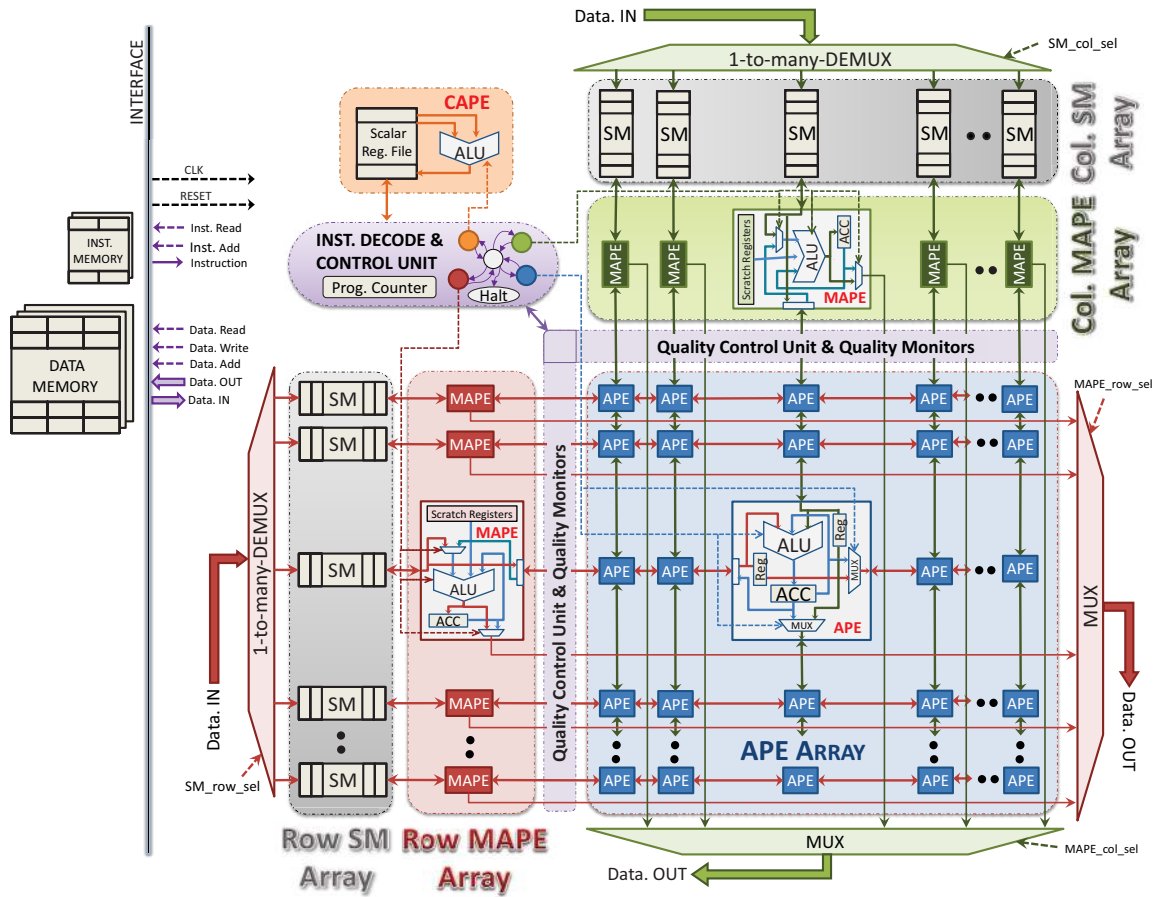 Data. IN
SM_col_sel
1-to-many-DEMUX
INTERFACE
CAPE
Scalar
Reg. File
ALU
SM
SM
SM
SM
SM
Col. SM
Array
CLK
RESET
INST.
MEMORY
Inst. Read
Inst. Add
Instruction
INST. DECODE &
CONTROL UNIT
Prog. Counter
Halt
MAPE
MAPE
Scratch Registers
ALU
ACC
MAPE
MAPE
MAPE
Col. MAPE
Array
DATA
MEMORY
Data. Read
Data. Write
Data. Add
Data. OUT
Data. IN
Quality Control Unit & Quality Monitors
Quality Control Unit & Quality Monitors
MAPE_row_sel
SM
MAPE
APE
APE
APE
APE
APE
SM
MAPE
APE
APE
APE
APE
APE
1-to-many-DEMUX
SM
Scratch Registers
MAPE
ALU
ACC
APE
APE
ALU
Reg
Reg
MUX
ACC
MUX
APE
APE
APE
MUX
SM
MAPE
APE
APE
APE
APE
APE
APE ARRAY
SM
MAPE
APE
APE
APE
APE
APE
Data. IN
SM_row_sel
Data. OUT
Row SM
Array
Row MAPE
Array
MUX
MAPE_col_sel
Data. OUT